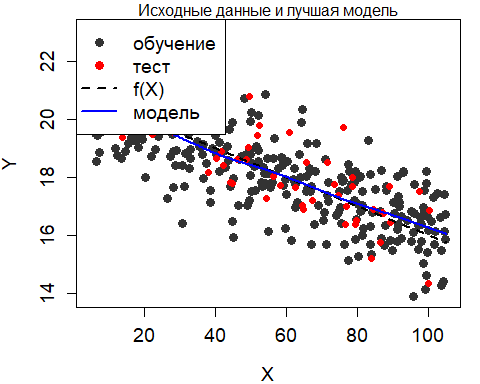 Исходные данные и лучшая модель
обучение
тест
f(X)
модель
22
20
18
16
14
Y
20 40 60 80 100
X